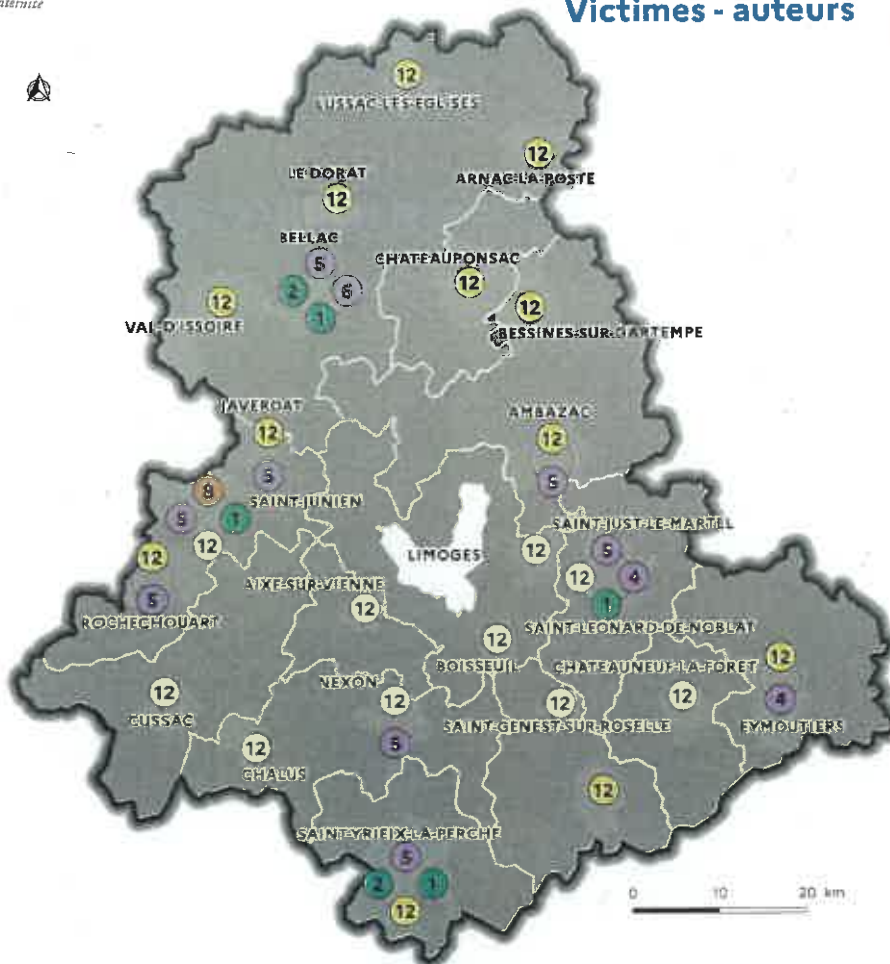 Victimes - auteurs
12
LUSSAC-LES-EGLISES
12
ARNAC-LA-POSTE
LE DORAT
12
BELLAC
5
2
6
1
CHATEAUPONSAC
12
12
BESSINES-SUR-GARTEMPE
12
VAL-D'ISSOIRE
JAVERDAT
12
5
AMBAZAC
12
SAINT-JUNIEN
5
1
12
12
5
ROCHECHOUART
LIMOGES
12
SAINT-JUST-LE-MARTEL
5
12
4
1
SAINT-LEONARD-DE-NOBLAT
AIXE-SUR-VIENNE
12
12
BOISSEUIL
CHATEAUNEUF-LA-FORET
12
12
4
EYMOUTIERS
12
CUSSAC
NEXON
12
5
12
SAINT-GENEST-SUR-ROSELLE
12
CHALUS
12
SAINT-YRIEIX-LA-PERCHE
5
2
1
12
0 10 20 km